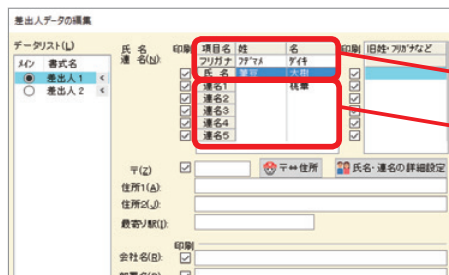 差出人データの編集
データリスト(L)
メイン 書式名
差出人1 <
差出人2 <
氏 名
連 名(N):
印刷 項目名 姓 名 印刷 旧姓・フリガナなど
フリガナ フデマメ ダイキ
氏 名 大樹
連名1 桃華
連名2
連名3
連名4
連名5
〒(Z) 〒⇔住所 氏名・連名の詳細設定
住所1(A):
住所2(J):
最寄り駅(I):
印刷
会社名(B):